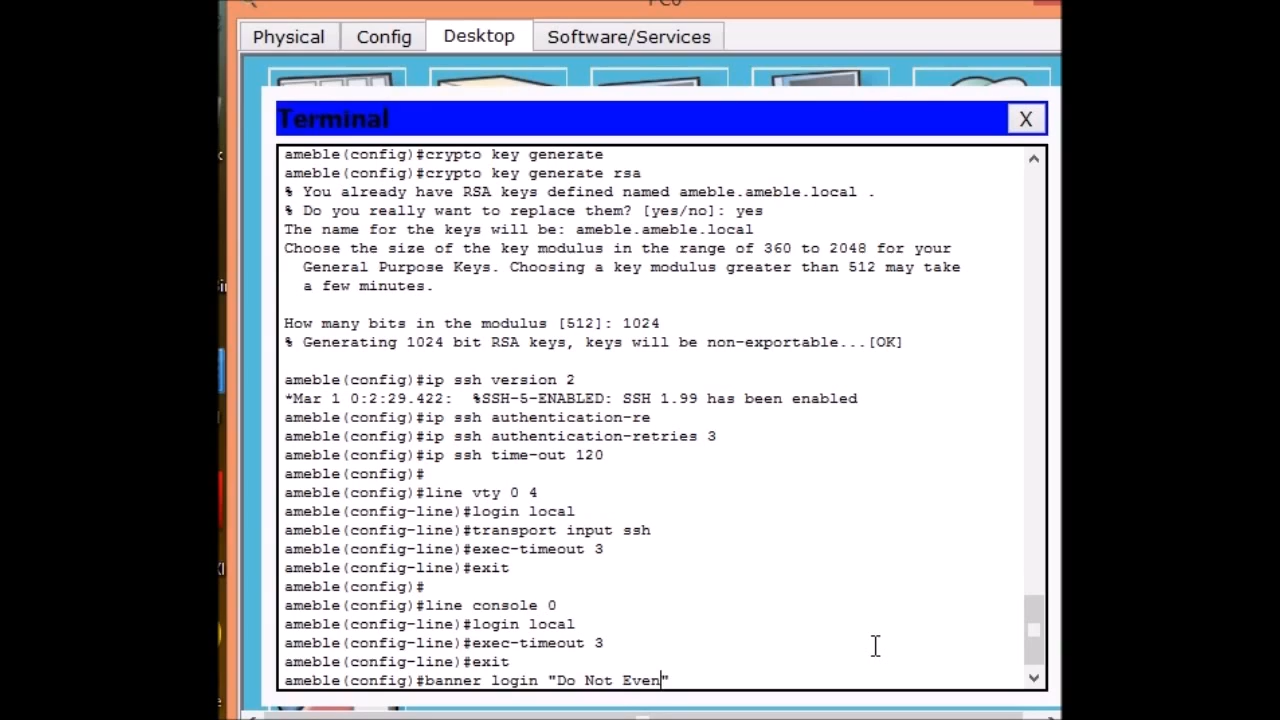 Physical Config Desktop Software/Services
Terminal X
ameble(config)#crypto key generate
ameble(config)#crypto key generate rsa
% You already have RSA keys defined named ameble.ameble.local .
% Do you really want to replace them? [yes/no]: yes
The name for the keys will be: ameble.ameble.local
Choose the size of the key modulus in the range of 360 to 2048 for your
General Purpose Keys. Choosing a key modulus greater than 512 may take
a few minutes.
How many bits in the modulus [512]: 1024
% Generating 1024 bit RSA keys, keys will be non-exportable...[OK]
ameble(config)#ip ssh version 2
*Mar 1 0:2:29.422:  %SSH-5-ENABLED: SSH 1.99 has been enabled
ameble(config)#ip ssh authentication-re
ameble(config)#ip ssh authentication-retries 3
ameble(config)#ip ssh time-out 120
ameble(config)#
ameble(config)#line vty 0 4
ameble(config-line)#login local
ameble(config-line)#transport input ssh
ameble(config-line)#exec-timeout 3
ameble(config-line)#exit
ameble(config)#
ameble(config)#line console 0
ameble(config-line)#login local
ameble(config-line)#exec-timeout 3
ameble(config-line)#exit
ameble(config)#banner login "Do Not Even"